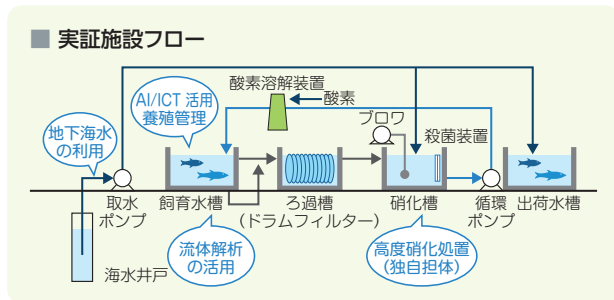 ■ 実証施設フロー
酸素溶解装置
酸素
AI/ICT 活用
養殖管理
ブロワ
殺菌装置
地下海水
の利用
取水
ポンプ
飼育水槽
ろ過槽
(ドラムフィルター)
硝化槽
循環
ポンプ
出荷水槽
流体解析
の活用
高度硝化処置
(独自担体)
海水井戸